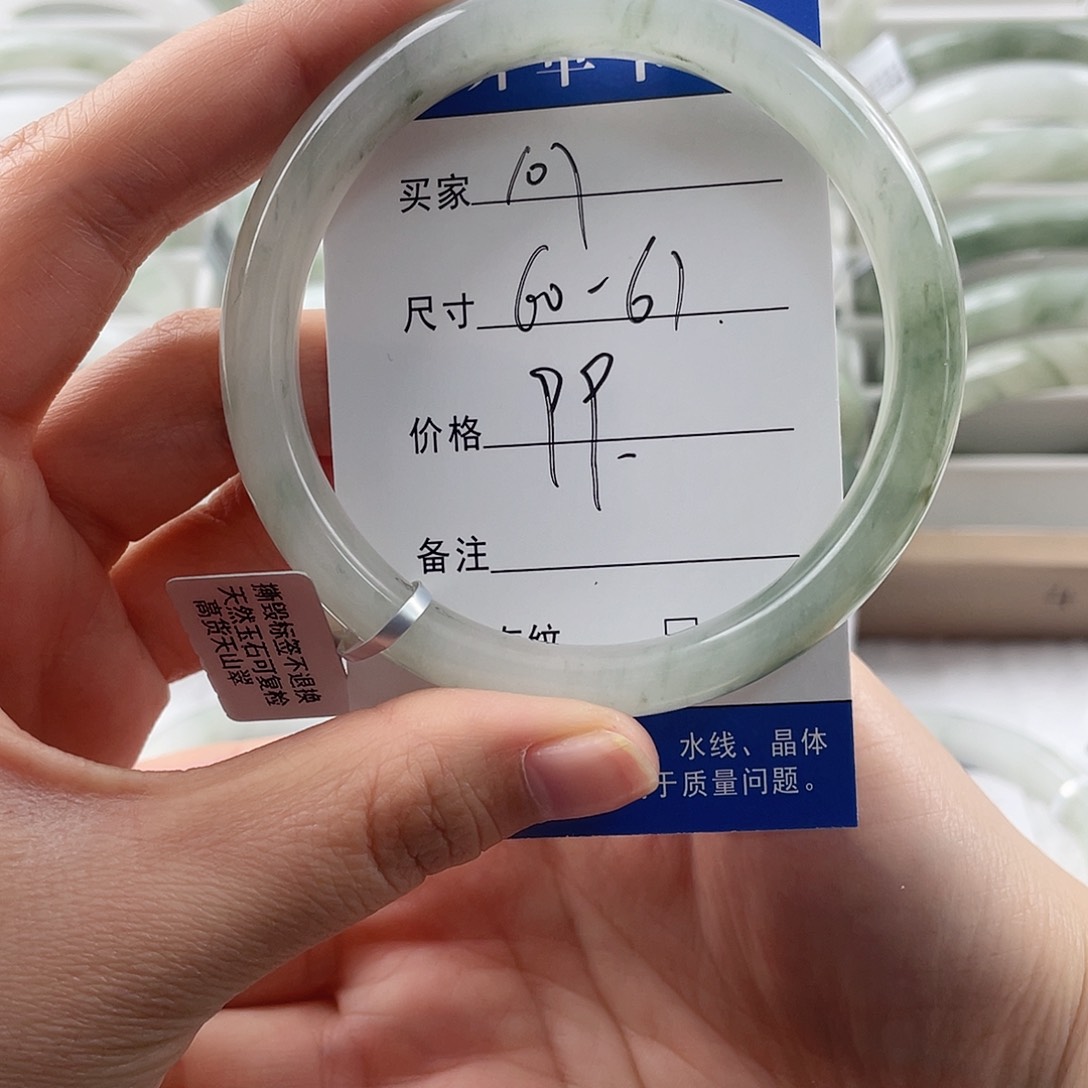 买家 107
尺寸 60-61.
价格 99.-
备注
水线、晶体
于质量问题。
撕毁标签不退换
天然玉石可复检
高货天山翠